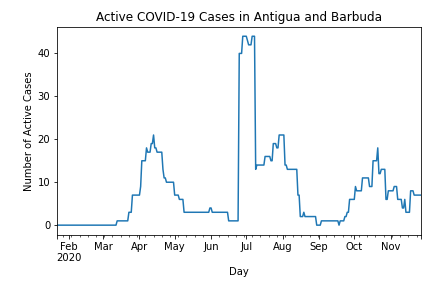 Active COVID-19 Cases in Antigua and Barbuda
Number of Active Cases
40
30
20
10
0
Feb Mar Apr May Jun Jul Aug Sep Oct Nov
2020
Day